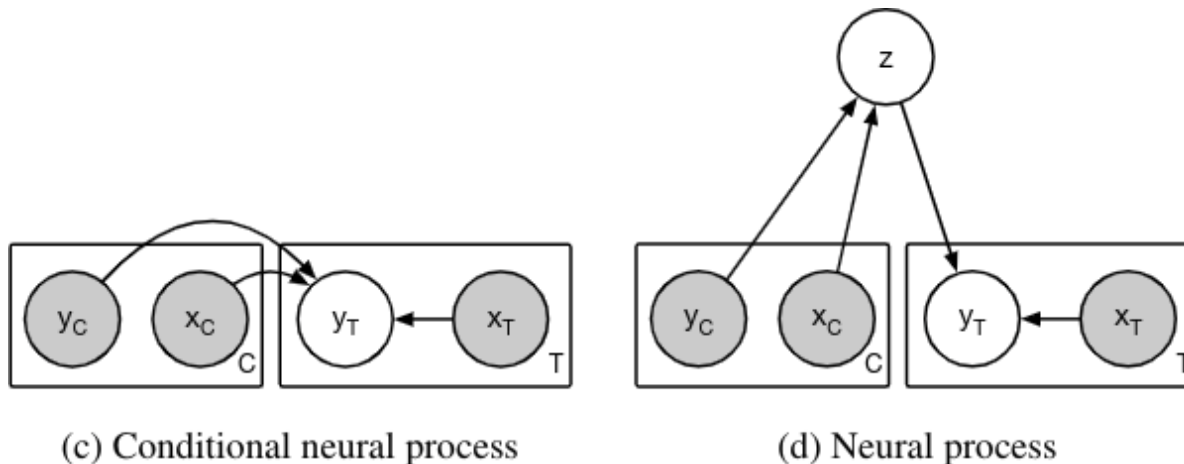 z
y_C x_C C y_T x_T T
y_C x_C C y_T x_T T
(c) Conditional neural process
(d) Neural process